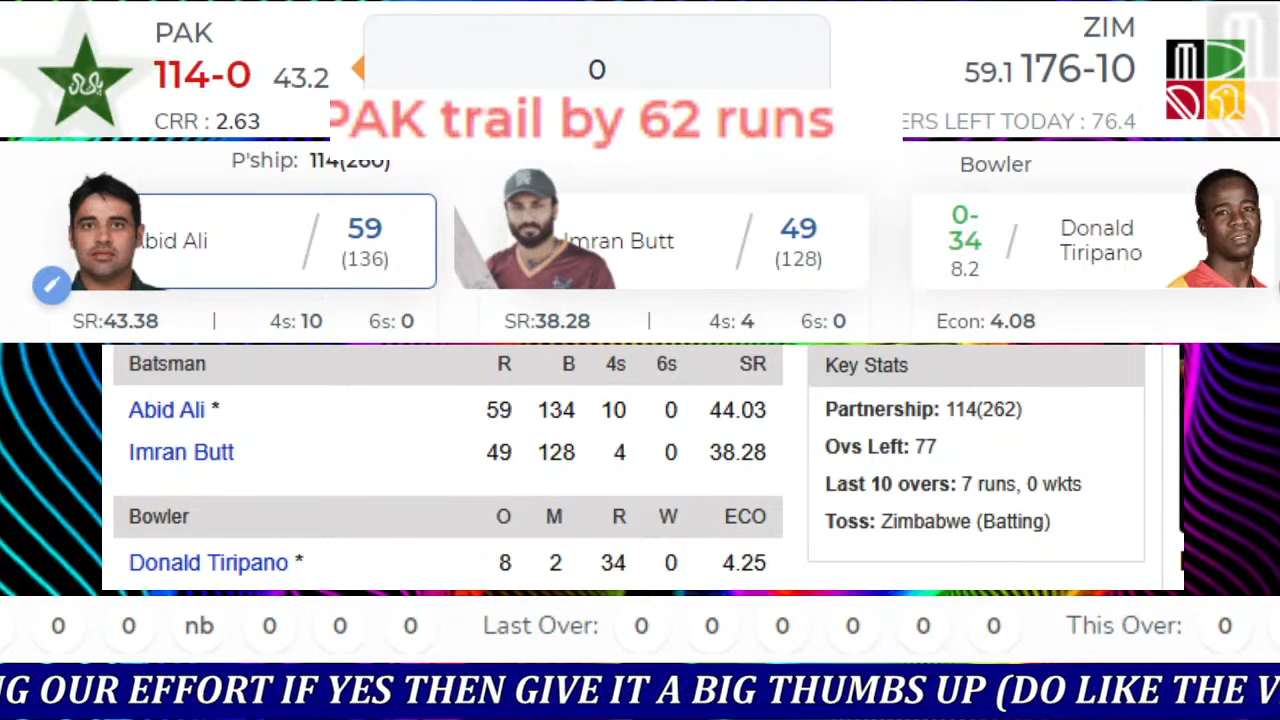 PAK
114-0 43.2
CRR : 2.63
0
PAK trail by 62 runs
ZIM
59.1 176-10
ERS LEFT TODAY : 76.4
P'ship: 114(260)
Abid Ali / 59
(136)
SR:43.38 | 4s: 10 6s: 0
Imran Butt / 49
(128)
SR:38.28 | 4s: 4 6s: 0
Bowler
0-
34
8.2
/ Donald
Tiripano
Econ: 4.08
Batsman R B 4s 6s SR
Abid Ali * 59 134 10 0 44.03
Imran Butt 49 128 4 0 38.28
Bowler O M R W ECO
Donald Tiripano * 8 2 34 0 4.25
Key Stats
Partnership: 114(262)
Ovs Left: 77
Last 10 overs: 7 runs, 0 wkts
Toss: Zimbabwe (Batting)
0 0 nb 0 0 0 Last Over: 0 0 0 0 0 0 This Over: 0
NG OUR EFFORT IF YES THEN GIVE IT A BIG THUMBS UP (DO LIKE THE V